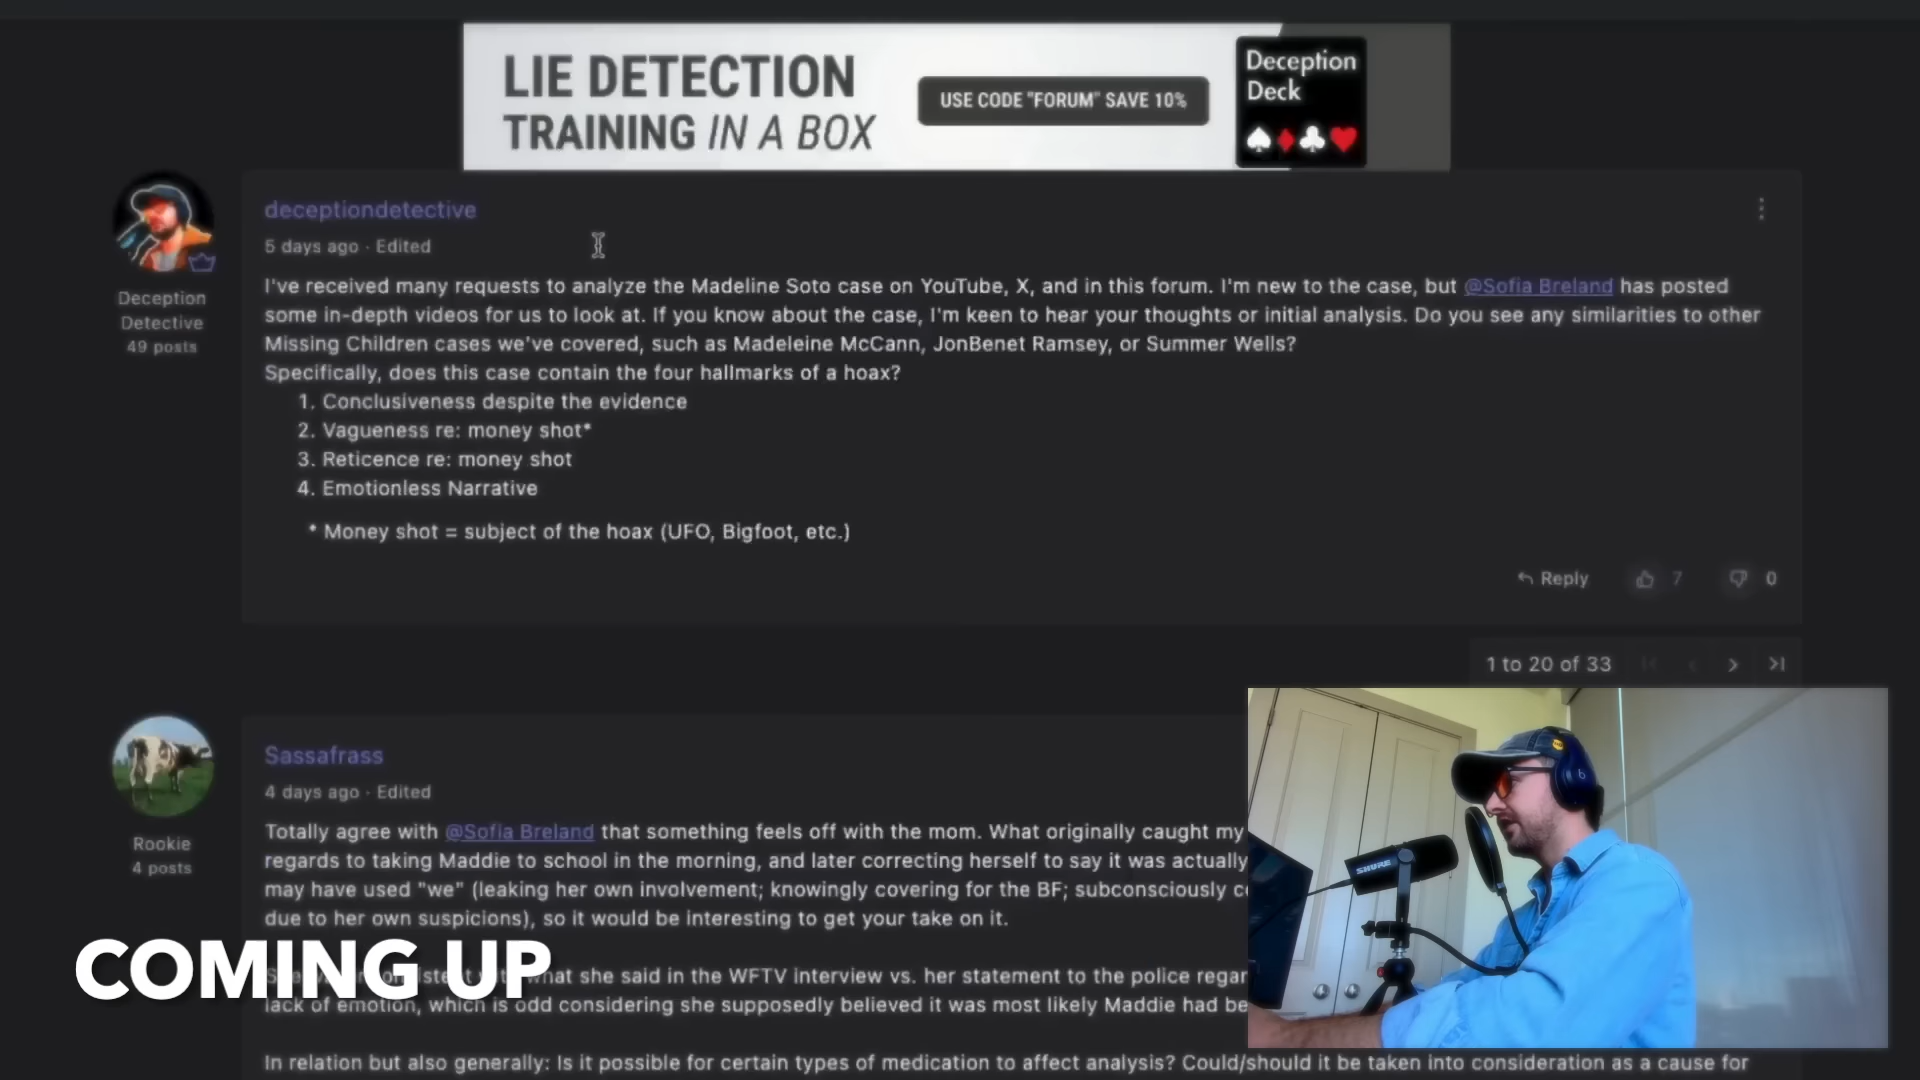 LIE DETECTION
TRAINING IN A BOX
USE CODE "FORUM" SAVE 10%
Deception
Deck
deceptiondetective
5 days ago · Edited
Deception
Detective
49 posts
I've received many requests to analyze the Madeline Soto case on YouTube, X, and in this forum. I'm new to the case, but @Sofia Breland has posted
some in-depth videos for us to look at. If you know about the case, I'm keen to hear your thoughts or initial analysis. Do you see any similarities to other
Missing Children cases we've covered, such as Madeleine McCann, JonBenet Ramsey, or Summer Wells?
Specifically, does this case contain the four hallmarks of a hoax?
1. Conclusiveness despite the evidence
2. Vagueness re: money shot*
3. Reticence re: money shot
4. Emotionless Narrative
* Money shot = subject of the hoax (UFO, Bigfoot, etc.)
Reply 7 0
1 to 20 of 33
Sassafrass
4 days ago · Edited
Rookie
4 posts
Totally agree with @Sofia Breland that something feels off with the mom. What originally caught my
regards to taking Maddie to school in the morning, and later correcting herself to say it was actually
may have used "we" (leaking her own involvement; knowingly covering for the BF; subconsciously
due to her own suspicions), so it would be interesting to get your take on it.
COMING UP
what she said in the WFTV interview vs. her statement to the police
lack of emotion, which is odd considering she supposedly believed it was most likely Maddie had
In relation but also generally: Is it possible for certain types of medication to affect analysis? Could/should it be taken into consideration as a cause for
SHURE